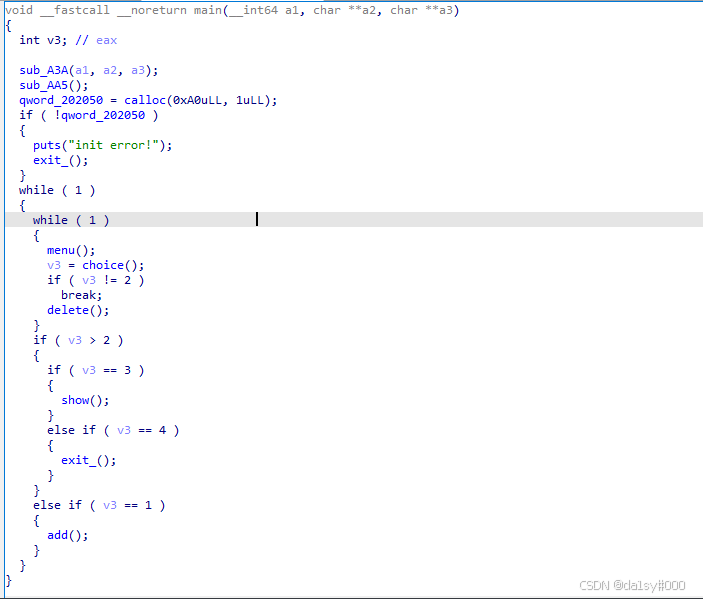 void __fastcall __noreturn main(__int64 a1, char **a2, char **a3)
{
  int v3; // eax

  sub_A3A(a1, a2, a3);
  sub_AA5();
  qword_202050 = calloc(0xA0uLL, 1uLL);
  if ( !qword_202050 )
  {
    puts("init error!");
    exit_();
  }
  while ( 1 )
  {
    while ( 1 )
    {
      menu();
      v3 = choice();
      if ( v3 != 2 )
        break;
      delete();
    }
    if ( v3 > 2 )
    {
      if ( v3 == 3 )
      {
        show();
      }
      else if ( v3 == 4 )
      {
        exit_();
      }
    }
    else if ( v3 == 1 )
    {
      add();
    }
  }
}
CSDN @da1sy#000